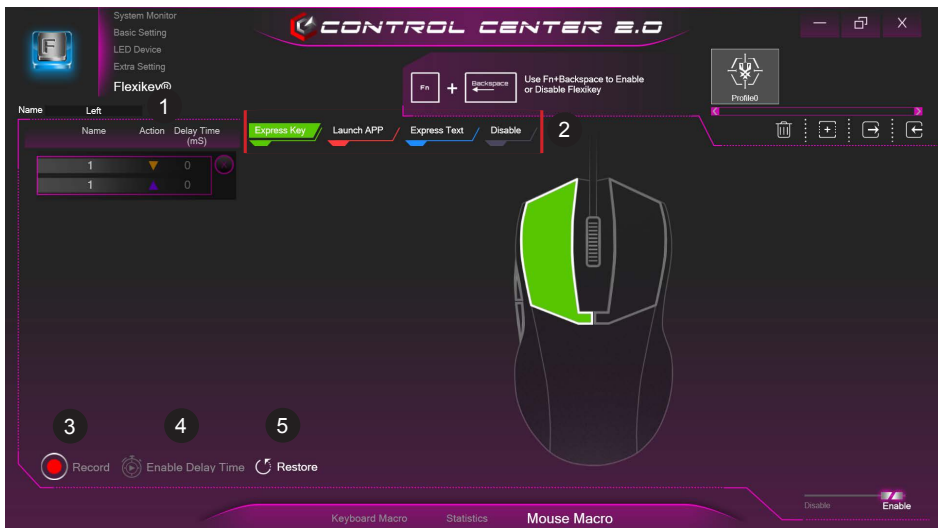 System Monitor
Basic Setting
LED Device
Extra Setting
Flexikey®
CONTROL CENTER 2.0
F
Fn + Backspace
Use Fn+Backspace to Enable
or Disable Flexikey
Profile0
Name Left
1
Name Action Delay Time
(mS)
Express Key Launch APP Express Text Disable
2
1 0
1 0
3 4 5
Record Enable Delay Time Restore
Disable Enable
Keyboard Macro Statistics Mouse Macro